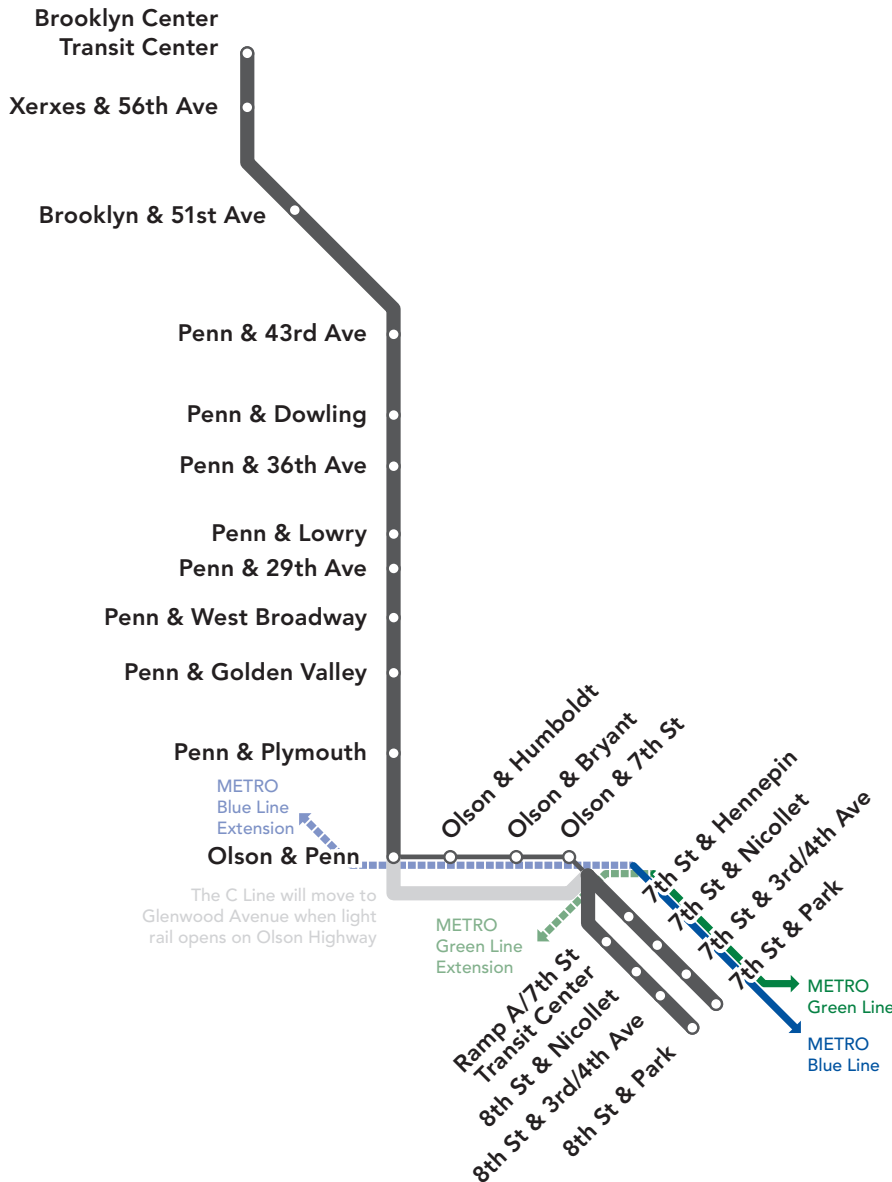 Brooklyn Center
Transit Center
Xerxes & 56th Ave
Brooklyn & 51st Ave
Penn & 43rd Ave
Penn & Dowling
Penn & 36th Ave
Penn & Lowry
Penn & 29th Ave
Penn & West Broadway
Penn & Golden Valley
Penn & Plymouth
METRO
Blue Line
Extension
Olson & Penn
Olson & Humboldt
Olson & Bryant
Olson & 7th St
The C Line will move to
Glenwood Avenue when light
rail opens on Olson Highway
METRO
Green Line
Extension
7th St & Hennepin
7th St & Nicollet
7th St & 3rd/4th Ave
7th St & Park
METRO
Green Line
METRO
Blue Line
Ramp A/7th St
Transit Center
8th St & Nicollet
8th St & 3rd/4th Ave
8th St & Park